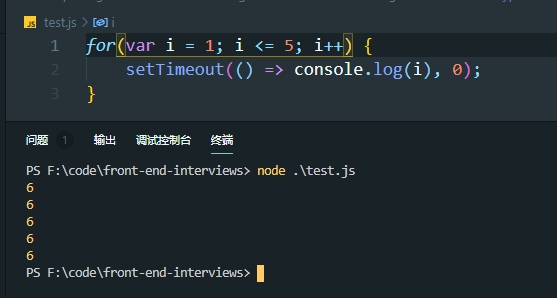 JS test.js > i
1 for(var i = 1; i <= 5; i++) {
2 setTimeout(() => console.log(i), 0);
3 }
问题 1 输出 调试控制台 终端
PS F:\code\front-end-interviews> node .\test.js
6
6
6
6
6
PS F:\code\front-end-interviews>